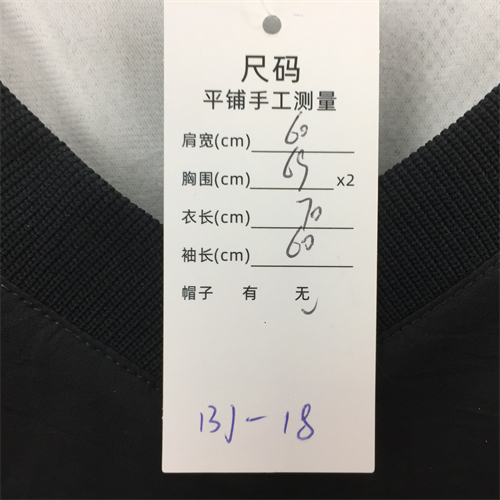 尺码
平铺手工测量
肩宽(cm) 60
胸围(cm) 65 x2
衣长(cm) 70
袖长(cm) 60
帽子 有 无
13J-18